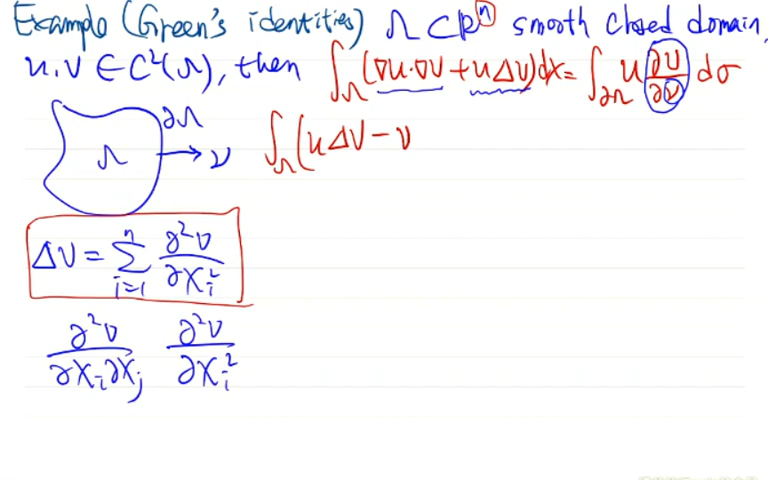 Example (Green's identities) Ω ⊂ ℝⁿ smooth closed domain,
u, v ∈ C²(Ω), then ∫_Ω (∇u·∇v + uΔv)dx = ∫_∂Ω u ∂v/∂ν dσ
∂Ω
Ω → ν
∫_Ω (uΔv − v
Δv = Σ_{i=1}^{n} ∂²v/∂x_i²
∂²v/∂x_i∂x_j ∂²v/∂x_i²